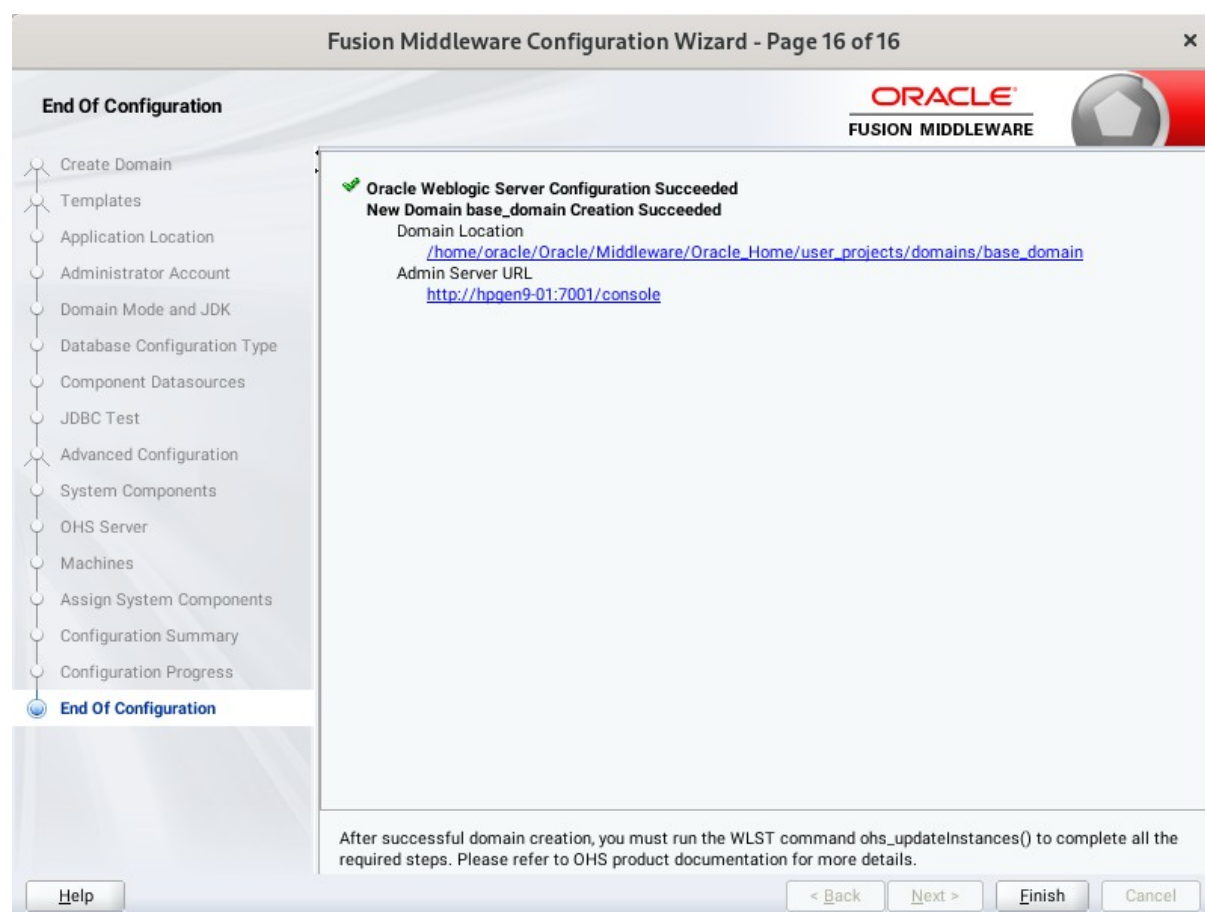 Fusion Middleware Configuration Wizard - Page 16 of 16
End Of Configuration
ORACLE
FUSION MIDDLEWARE
Create Domain
Templates
Application Location
Administrator Account
Domain Mode and JDK
Database Configuration Type
Component Datasources
JDBC Test
Advanced Configuration
System Components
OHS Server
Machines
Assign System Components
Configuration Summary
Configuration Progress
End Of Configuration
Oracle Weblogic Server Configuration Succeeded
New Domain base_domain Creation Succeeded
Domain Location
/home/oracle/Oracle/Middleware/Oracle_Home/user_projects/domains/base_domain
Admin Server URL
http://hpgen9-01:7001/console
After successful domain creation, you must run the WLST command ohs_updateInstances() to complete all the
required steps. Please refer to OHS product documentation for more details.
Help
< Back
Next >
Finish
Cancel